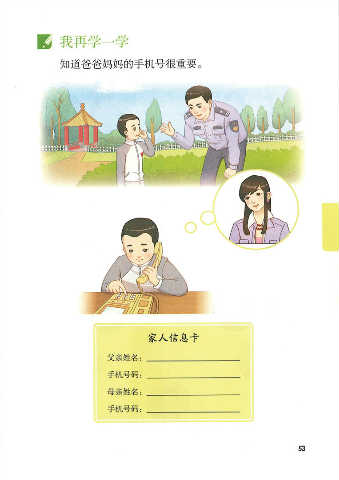 我再学一学
知道爸爸妈妈的手机号很重要。
家人信息卡
父亲姓名：
手机号码：
母亲姓名：
手机号码：
53